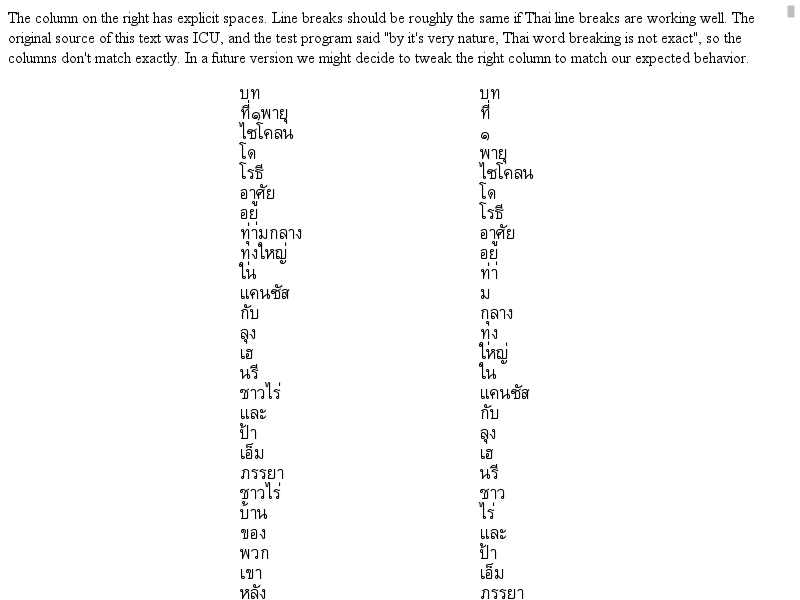 The column on the right has explicit spaces. Line breaks should be roughly the same if Thai line breaks are working well. The
original source of this text was ICU, and the test program said "by it's very nature, Thai word breaking is not exact", so the
columns don't match exactly. In a future version we might decide to tweak the right column to match our expected behavior.
บท
ที่๑พายุ
ไซโคลน
โด
โรธี
อาศัย
อยู่
ท่ามกลาง
ทุ่งใหญ่
ใน
แคนซัส
กับ
ลุง
เฮ
นรี
ชาวไร่
และ
ป้า
เอ็ม
ภรรยา
ชาวไร่
บ้าน
ของ
พวก
เขา
หลัง
บท
ที่
๑
พายุ
ไซโคลน
โด
โรธี
อาศัย
อยู่
ท่า
ม
กลาง
ทุ่ง
ใหญ่
ใน
แคนซัส
กับ
ลุง
เฮ
นรี
ชาว
ไร่
และ
ป้า
เอ็ม
ภรรยา